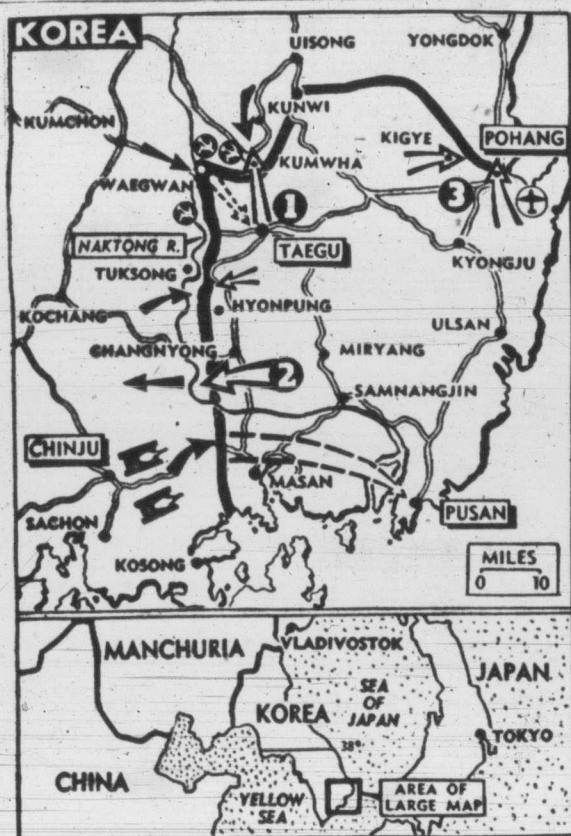 KOREA
UISONG
YONGDOK
KUNWI
KUMCHON
KIGYE
POHANG
KUMWHA
WAEGWAN
1
3
NAKTONG R.
TAEGU
TUKSONG
KYONGJU
HYONPUNG
KOCHANG
ULSAN
CHANGNYONG
MIRYANG
2
SAMNANGJIN
CHINJU
MASAN
PUSAN
SACHON
KOSONG
MILES
0 10
MANCHURIA
VLADIVOSTOK
JAPAN
SEA
OF
JAPAN
KOREA
TOKYO
38°
CHINA
AREA OF
LARGE MAP
YELLOW
SEA